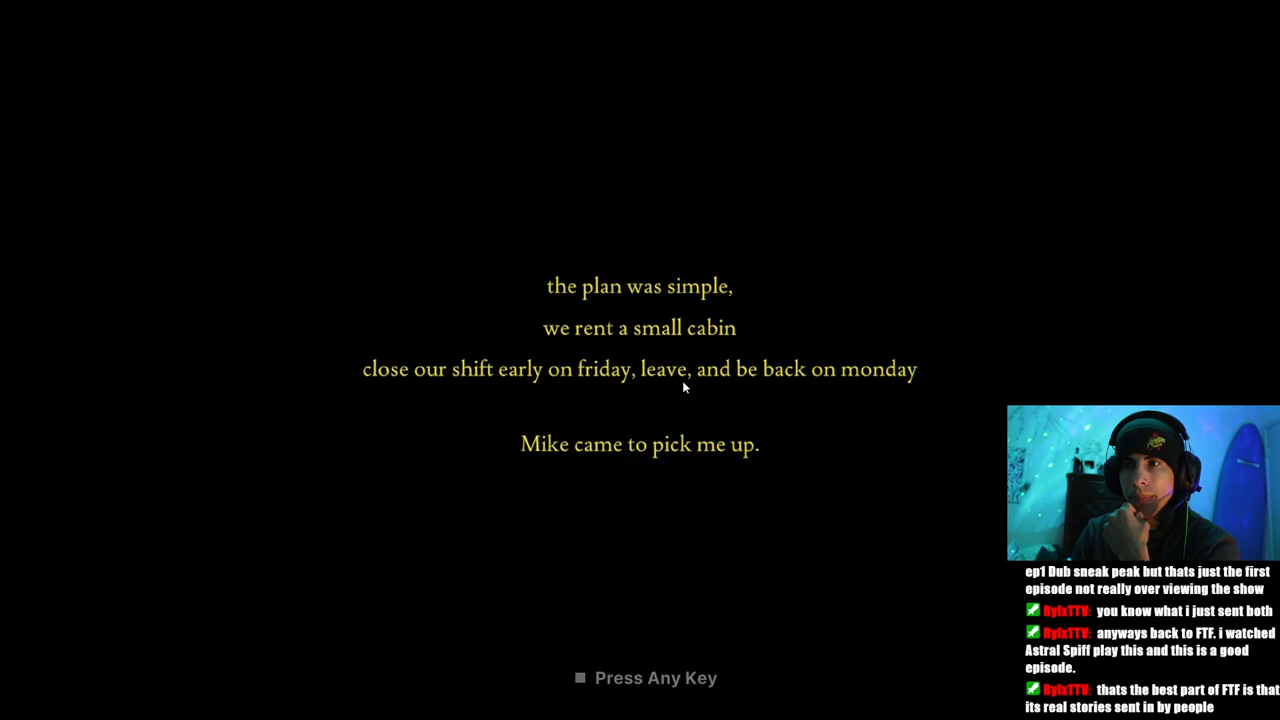 the plan was simple,
we rent a small cabin
close our shift early on friday, leave, and be back on monday
Mike came to pick me up.
ep1 Dub sneak peak but thats just the first
episode not really over viewing the show
RylxTTV: you know what i just sent both
RylxTTV: anyways back to FTF. i watched
Astral Spiff play this and this is a good
episode.
RylxTTV: thats the best part of FTF is that
its real stories sent in by people
Press Any Key